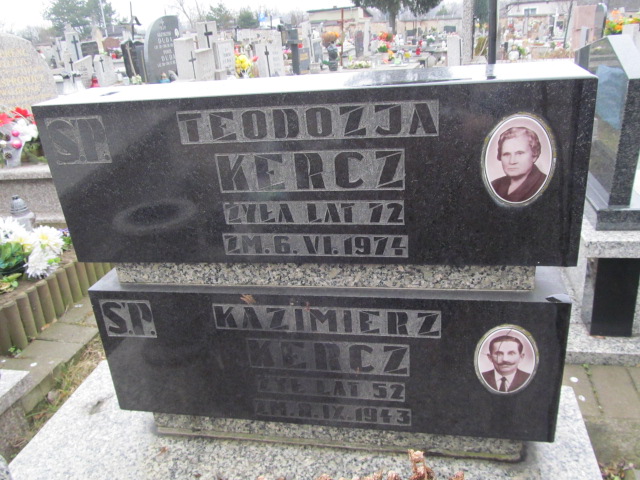 Ś.P. TEODOZJA
KERCZ
ŻYŁA LAT 72
ZM. 6. VI. 1974
Ś.P. KAZIMIERZ
KERCZ
ŻYŁ LAT 52
ZM. 8. IX. 1943